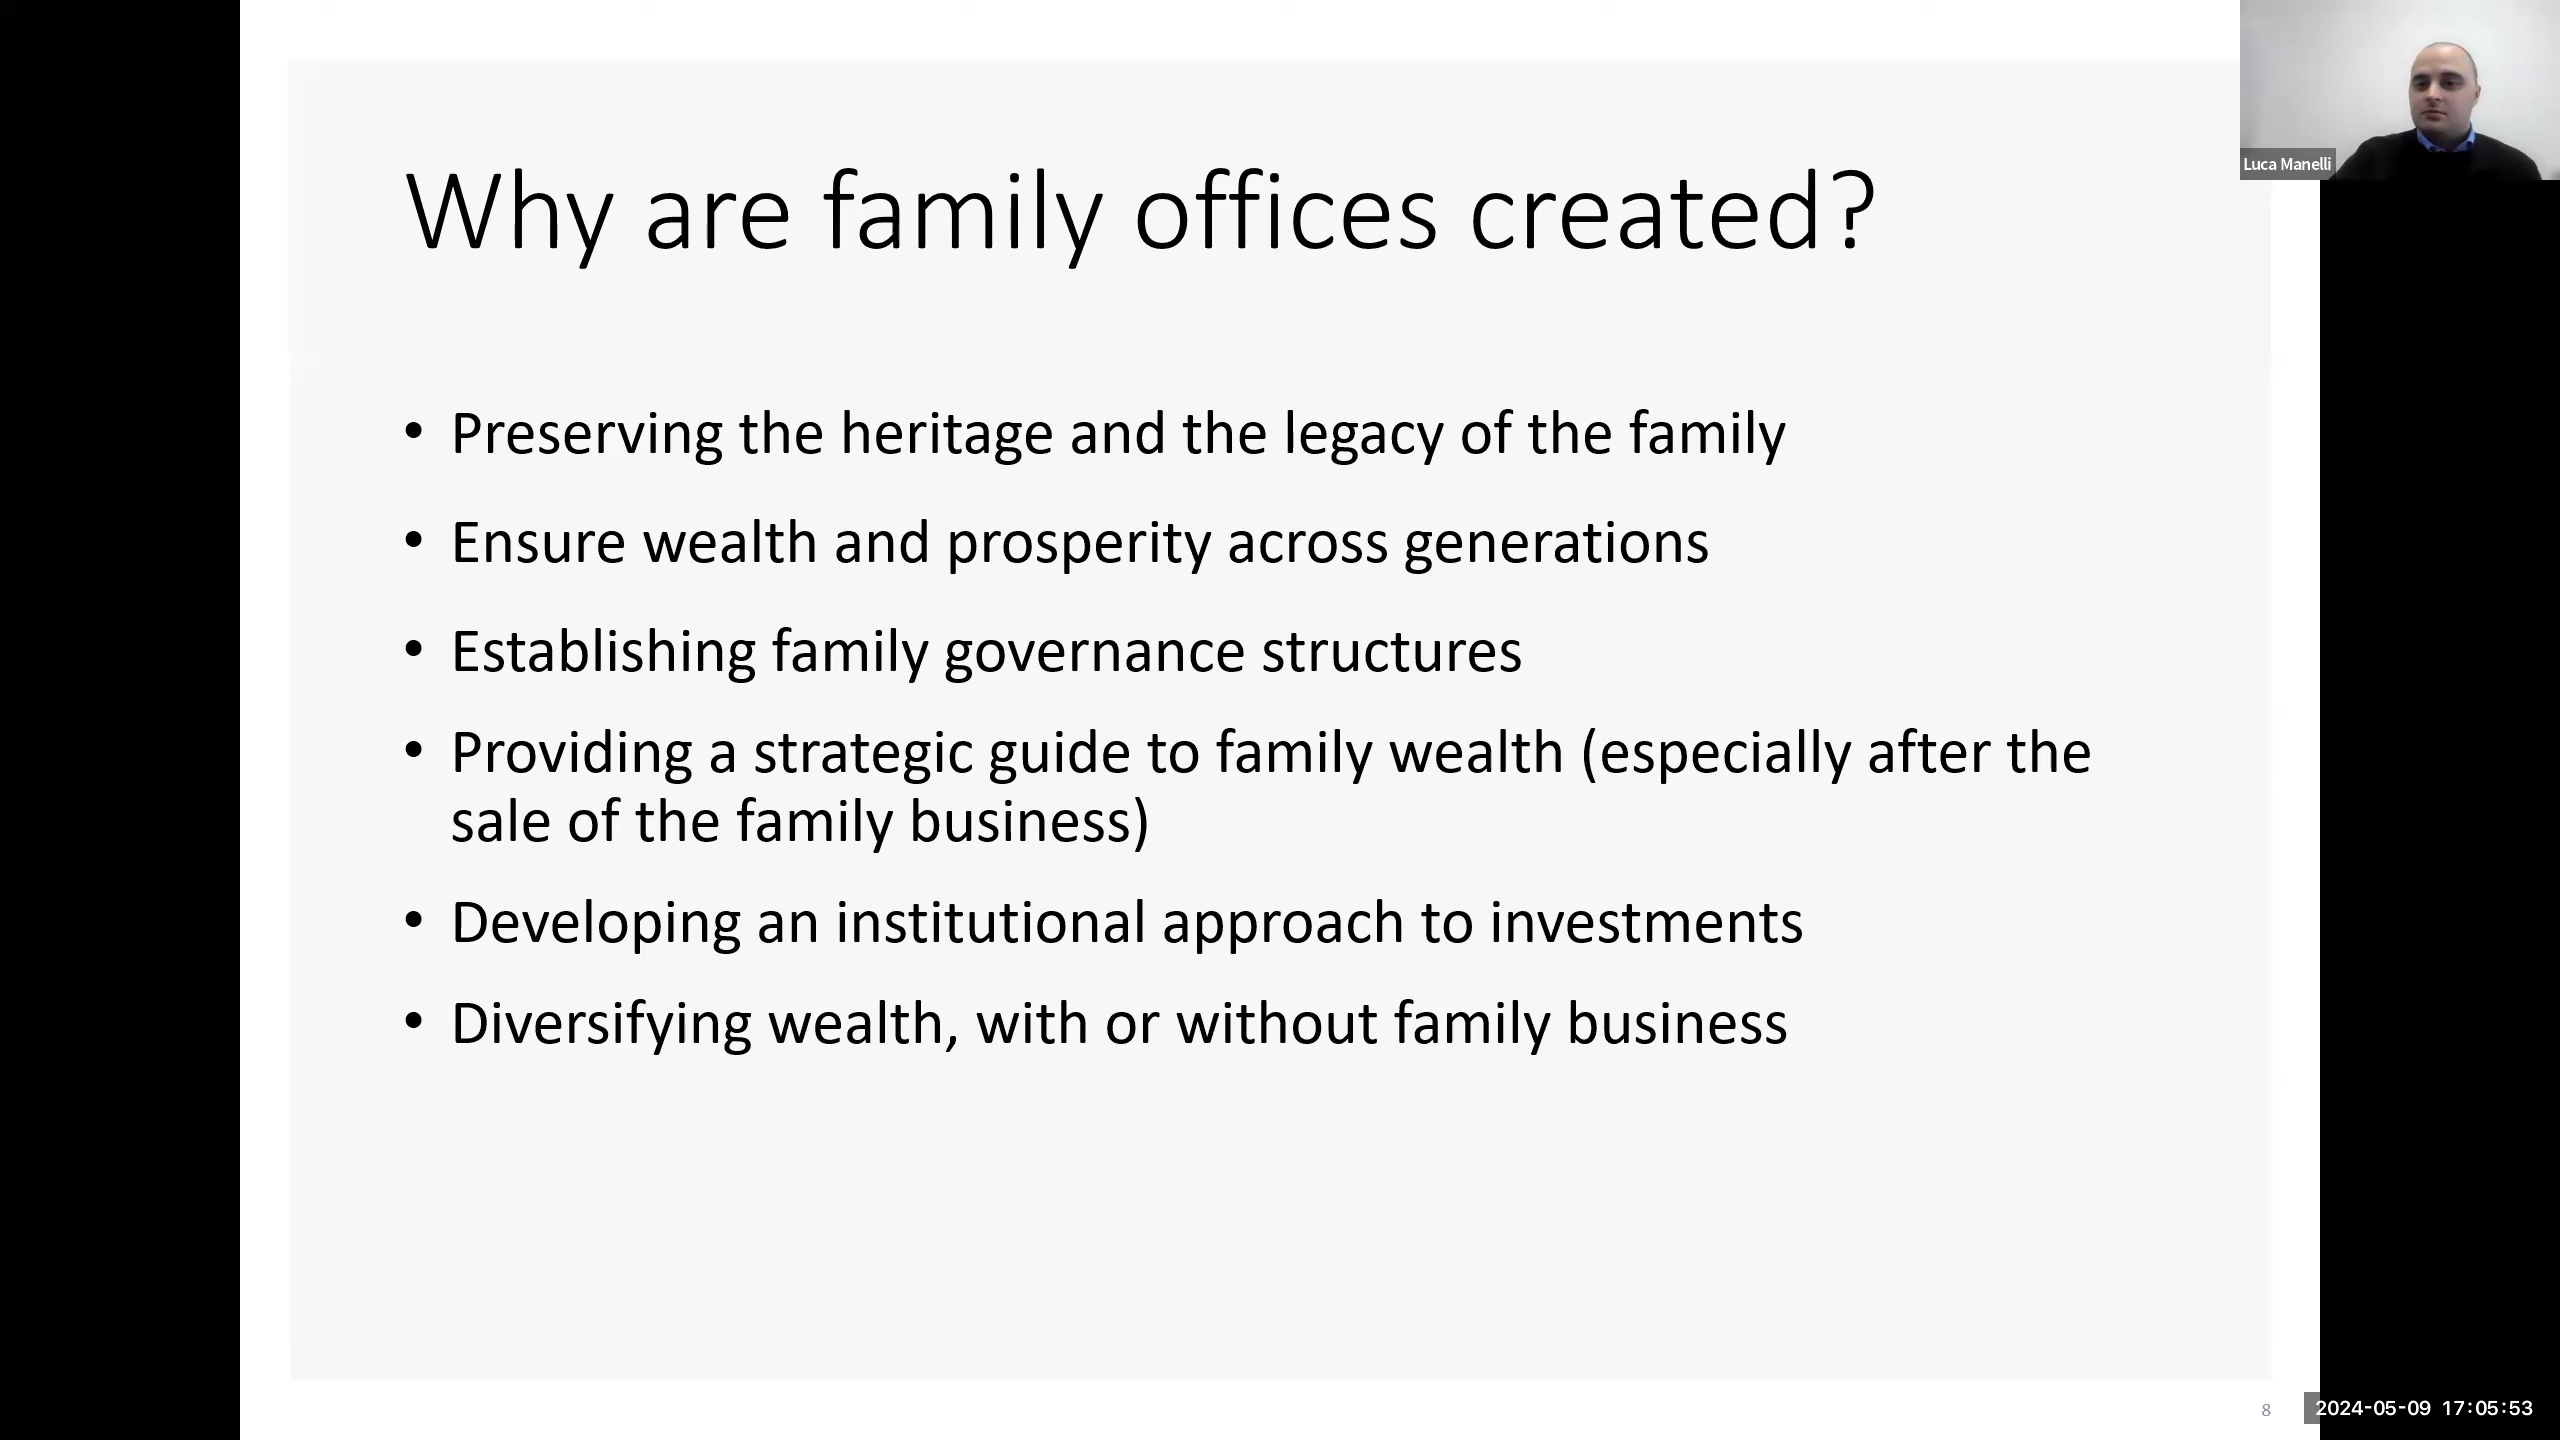 Luca Manelli
Why are family offices created?
• Preserving the heritage and the legacy of the family
• Ensure wealth and prosperity across generations
• Establishing family governance structures
• Providing a strategic guide to family wealth (especially after the
sale of the family business)
• Developing an institutional approach to investments
• Diversifying wealth, with or without family business
8
2024-05-09 17:05:53